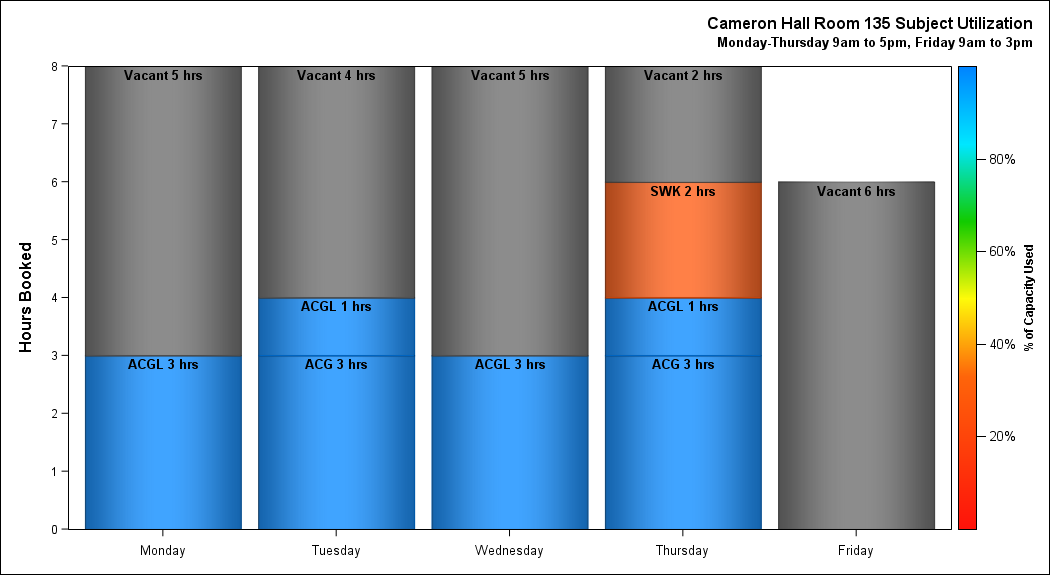 Cameron Hall Room 135 Subject Utilization
Monday-Thursday 9am to 5pm, Friday 9am to 3pm
Hours Booked
8
7
6
5
4
3
2
1
0
Vacant 5 hrs
ACGL 3 hrs
Vacant 4 hrs
ACGL 1 hrs
ACG 3 hrs
Vacant 5 hrs
ACGL 3 hrs
Vacant 2 hrs
SWK 2 hrs
ACGL 1 hrs
ACG 3 hrs
Vacant 6 hrs
Monday
Tuesday
Wednesday
Thursday
Friday
80%
60%
40%
20%
% of Capacity Used